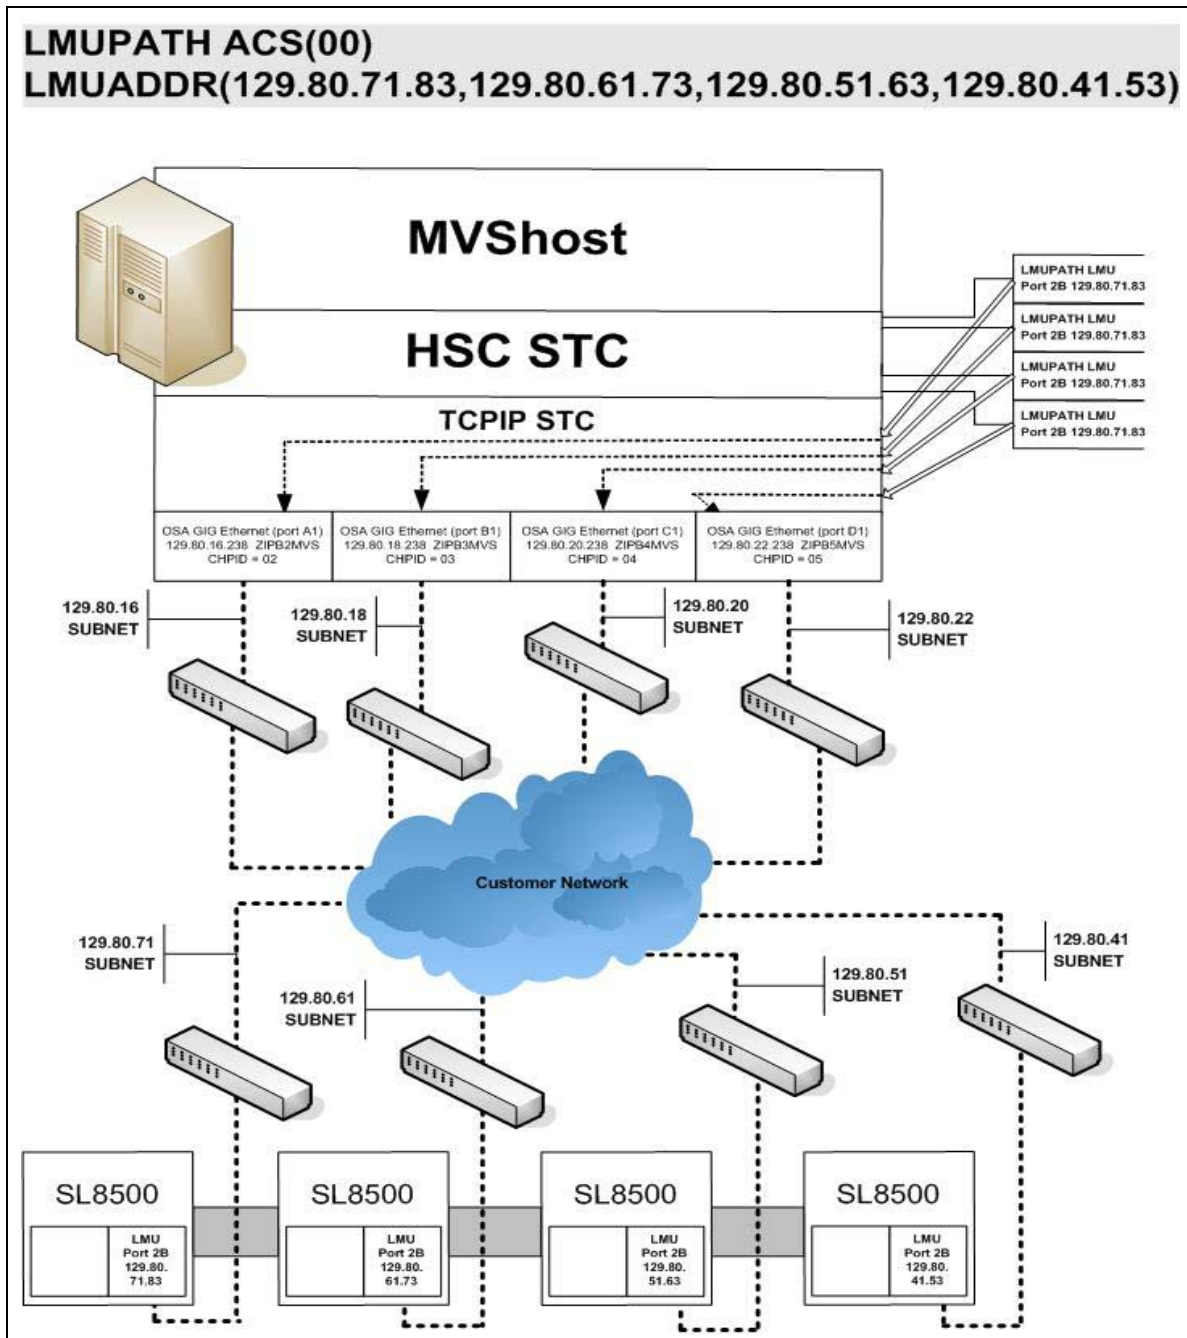 LMUPATH ACS(00)
LMUADDR(129.80.71.83,129.80.61.73,129.80.51.63,129.80.41.53)
MVShost
HSC STC
TCPIP STC
LMUPATH LMU
Port 2B 129.80.71.83
LMUPATH LMU
Port 2B 129.80.71.83
LMUPATH LMU
Port 2B 129.80.71.83
LMUPATH LMU
Port 2B 129.80.71.83
OSA GIG Ethernet (port A1)
129.80.16.238 ZIPB2MVS
CHPID = 02
OSA GIG Ethernet (port B1)
129.80.18.238 ZIPB3MVS
CHPID = 03
OSA GIG Ethernet (port C1)
129.80.20.238 ZIPB4MVS
CHPID = 04
OSA GIG Ethernet (port D1)
129.80.22.238 ZIPB5MVS
CHPID = 05
129.80.16
SUBNET
129.80.18
SUBNET
129.80.20
SUBNET
129.80.22
SUBNET
Customer Network
129.80.71
SUBNET
129.80.61
SUBNET
129.80.51
SUBNET
129.80.41
SUBNET
SL8500
LMU
Port 2B
129.80.
71.83
SL8500
LMU
Port 2B
129.80.
61.73
SL8500
LMU
Port 2B
129.80.
51.63
SL8500
LMU
Port 2B
129.80.
41.53